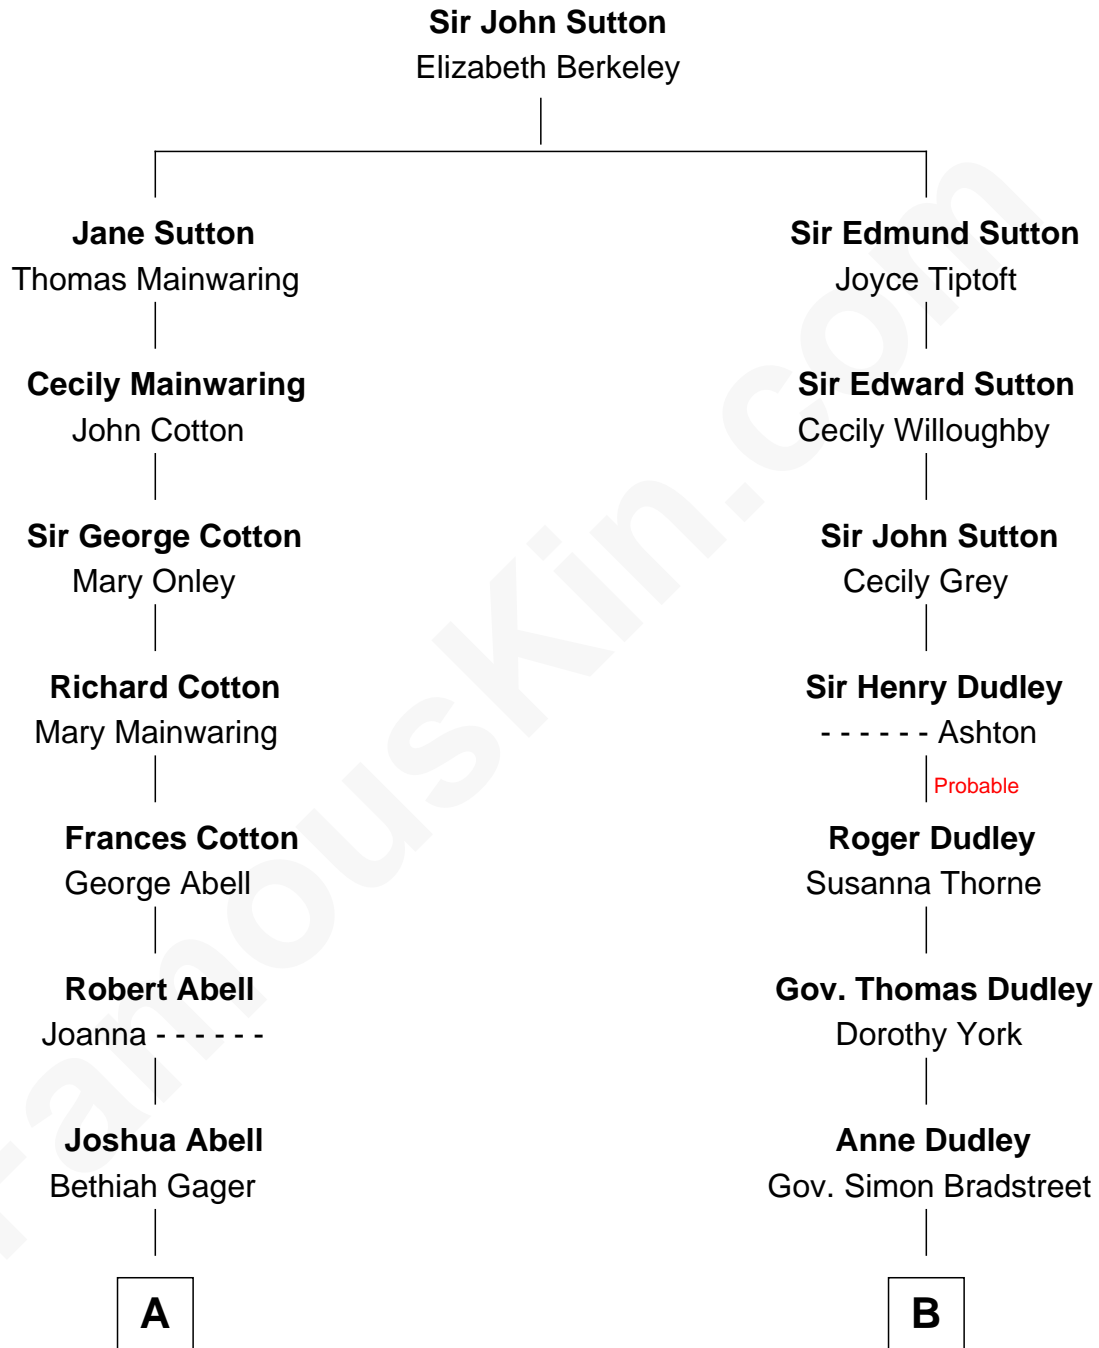 Sir John Sutton
Elizabeth Berkeley
Jane Sutton
Thomas Mainwaring
Sir Edmund Sutton
Joyce Tiptoft
Cecily Mainwaring
John Cotton
Sir Edward Sutton
Cecily Willoughby
Sir George Cotton
Mary Onley
Sir John Sutton
Cecily Grey
Richard Cotton
Mary Mainwaring
Sir Henry Dudley
- - - - - - Ashton
Probable
Frances Cotton
George Abell
Roger Dudley
Susanna Thorne
Robert Abell
Joanna - - - - - -
Gov. Thomas Dudley
Dorothy York
Joshua Abell
Bethiah Gager
Anne Dudley
Gov. Simon Bradstreet
A
B
FamousKin.com